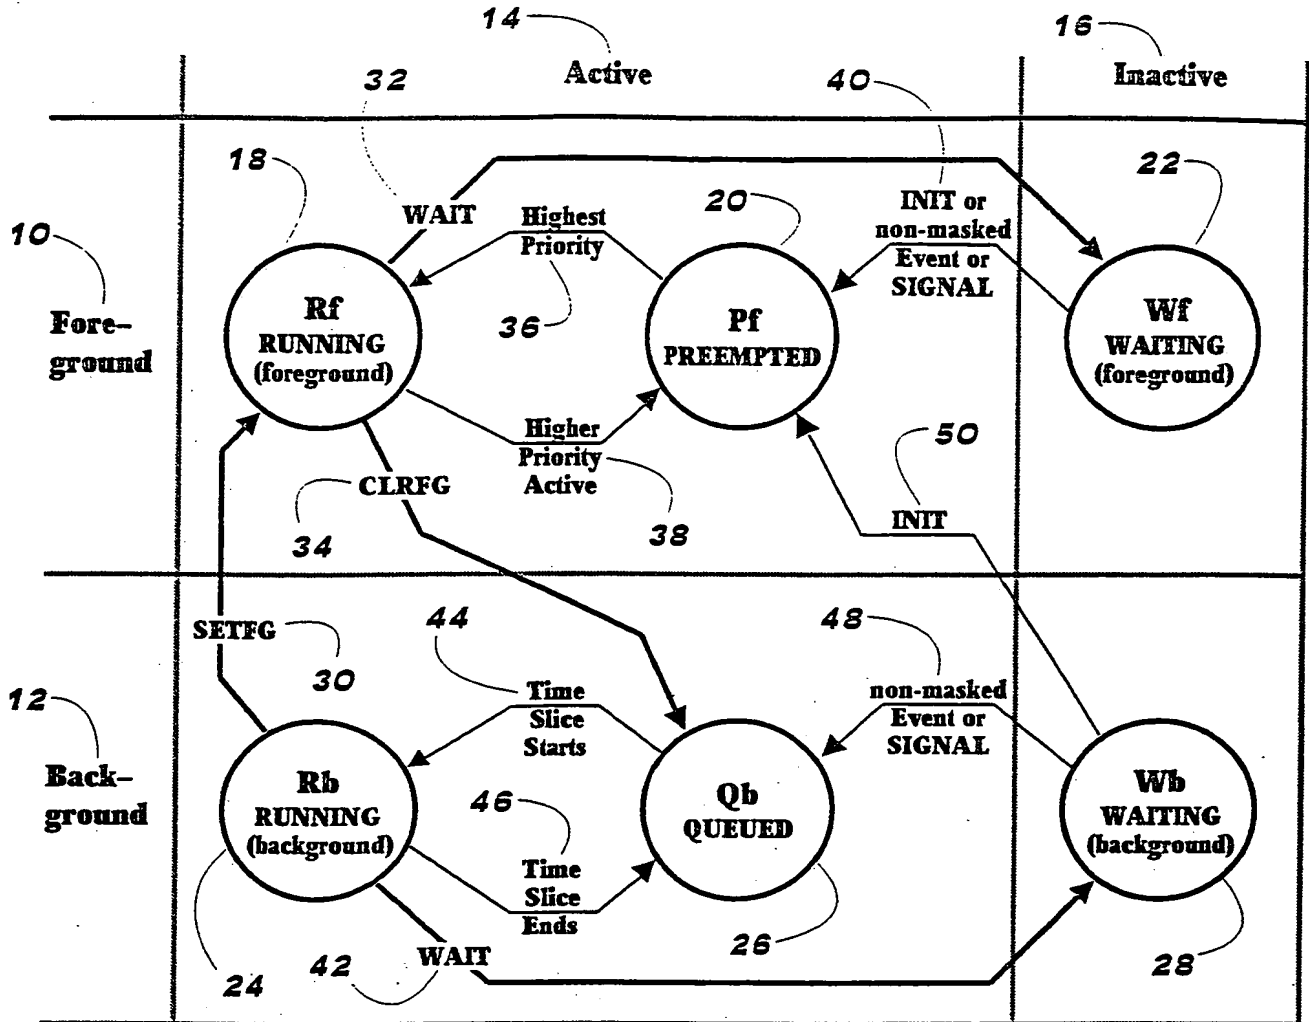 14
16
Active
Inactive
32
40
18
20
22
10
WAIT
Highest
Priority
INIT or
non-masked
Event or
SIGNAL
36
Fore-
ground
Rf
RUNNING
(foreground)
Pf
PREEMPTED
Wf
WAITING
(foreground)
Higher
Priority
Active
50
CLRFG
INIT
34
38
SETFG
44
48
30
12
Time
Slice
Starts
non-masked
Event or
SIGNAL
Back-
ground
Rb
RUNNING
(background)
46
Qb
QUEUED
Wb
WAITING
(background)
Time
Slice
Ends
24
42
WAIT
26
28